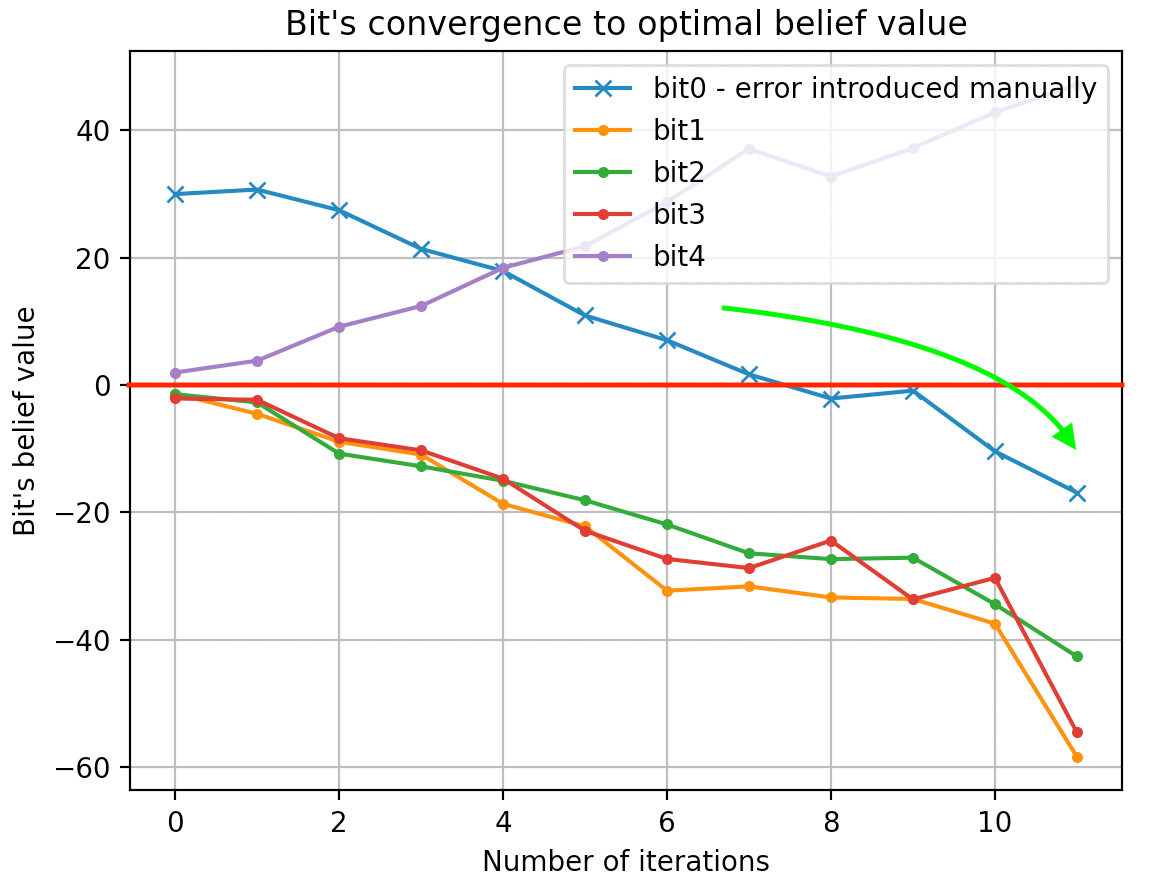 Bit's convergence to optimal belief value
bit0 - error introduced manually
bit1
bit2
bit3
bit4
40
20
0
−20
−40
−60
Bit's belief value
0 2 4 6 8 10
Number of iterations